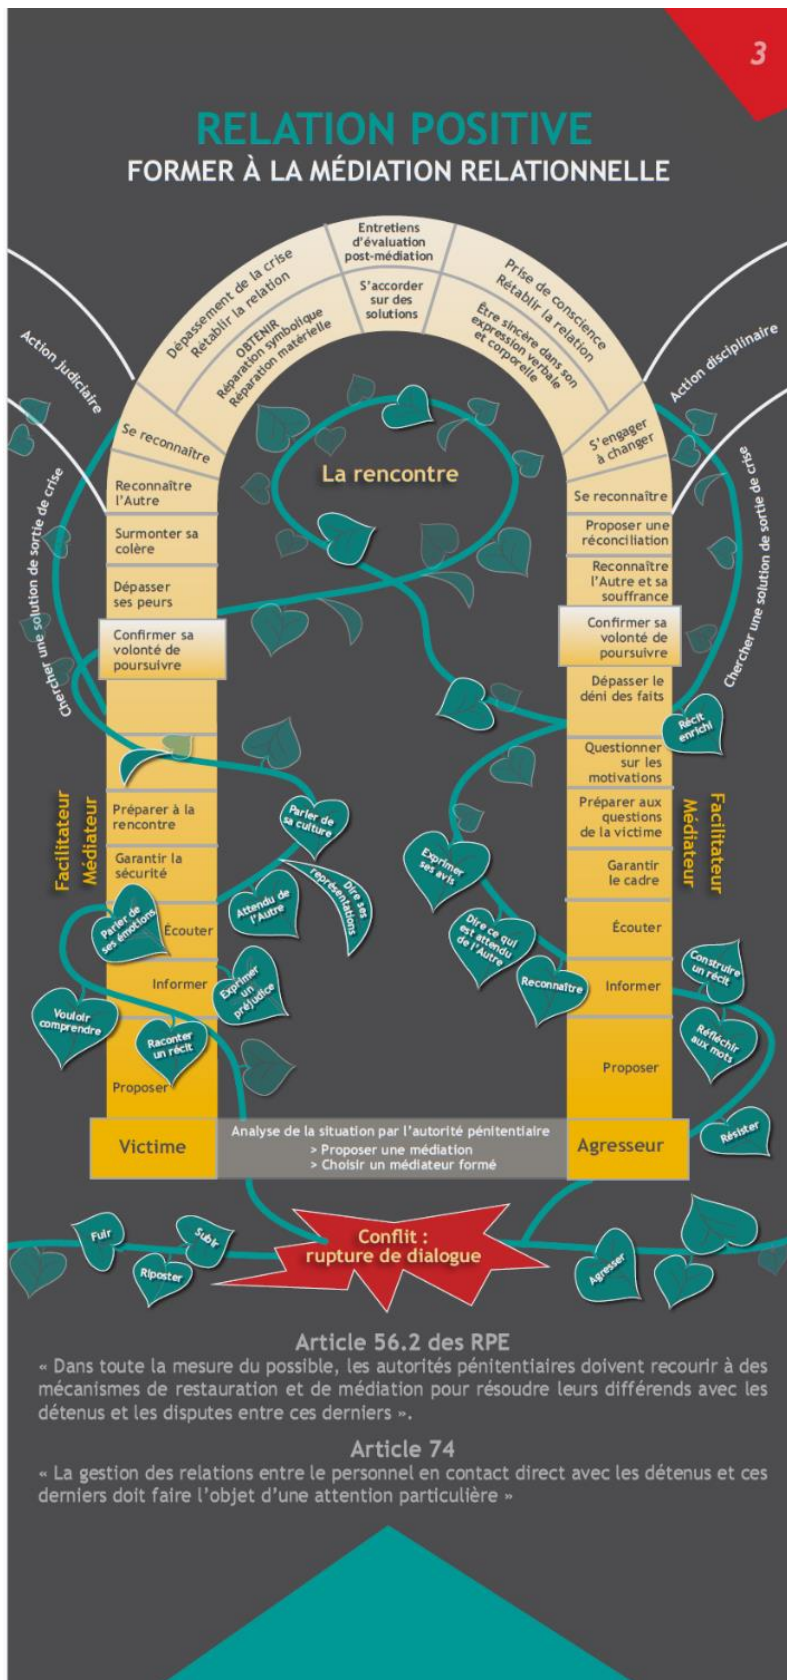 3
RELATION POSITIVE
FORMER À LA MÉDIATION RELATIONNELLE
Entretiens
d'évaluation
post-médiation
S'accorder
sur des
solutions
Dépassement de la crise
Rétablir la relation
OBTENIR
Réparation symbolique
Réparation matérielle
Prise de conscience
Rétablir la relation
Être sincère dans son
expression verbale
et corporelle
Action judiciaire
Action disciplinaire
Se reconnaître
S'engager
à changer
La rencontre
Chercher une solution de sortie de crise
Chercher une solution de sortie de crise
Reconnaître
l'Autre
Surmonter sa
colère
Dépasser
ses peurs
Confirmer sa
volonté de
poursuivre
Préparer à la
rencontre
Garantir la
sécurité
Écouter
Informer
Proposer
Victime
Facilitateur
Médiateur
Parler de
sa culture
Dire ses
représentations
Attendu de
l'Autre
Parler de
ses émotions
Exprimer
un
préjudice
Vouloir
comprendre
Raconter
un récit
Se reconnaître
Proposer une
réconciliation
Reconnaître
l'Autre et sa
souffrance
Confirmer sa
volonté de
poursuivre
Dépasser le
déni des faits
Récit
enrichi
Questionner
sur les
motivations
Préparer aux
questions
de la victime
Garantir
le cadre
Écouter
Informer
Proposer
Agresseur
Facilitateur
Médiateur
Exprimer
ses avis
Dire ce qui
est attendu
de l'Autre
Reconnaître
Construire
un récit
Réfléchir
aux mots
Résister
Analyse de la situation par l'autorité pénitentiaire
> Proposer une médiation
> Choisir un médiateur formé
Fuir
Subir
Riposter
Conflit :
rupture de dialogue
Agresser
Article 56.2 des RPE
« Dans toute la mesure du possible, les autorités pénitentiaires doivent recourir à des
mécanismes de restauration et de médiation pour résoudre leurs différends avec les
détenus et les disputes entre ces derniers ».
Article 74
« La gestion des relations entre le personnel en contact direct avec les détenus et ces
derniers doit faire l'objet d'une attention particulière »